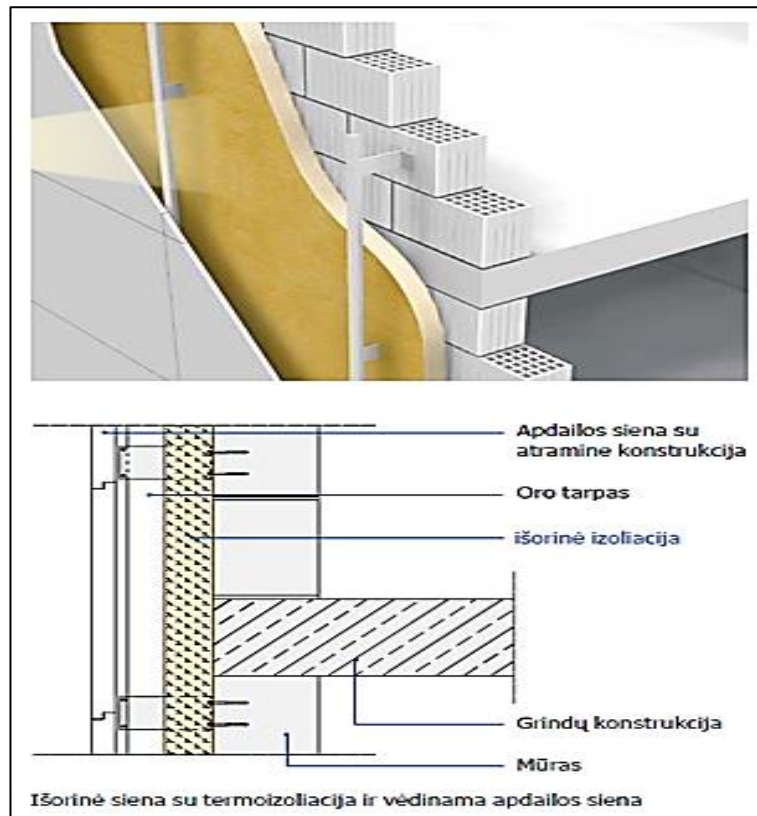 Apdailos siena su
atramine konstrukcija
Oro tarpas
išorinė izoliacija
Grindų konstrukcija
Mūras
Išorinė siena su termoizoliacija ir vėdinama apdailos siena